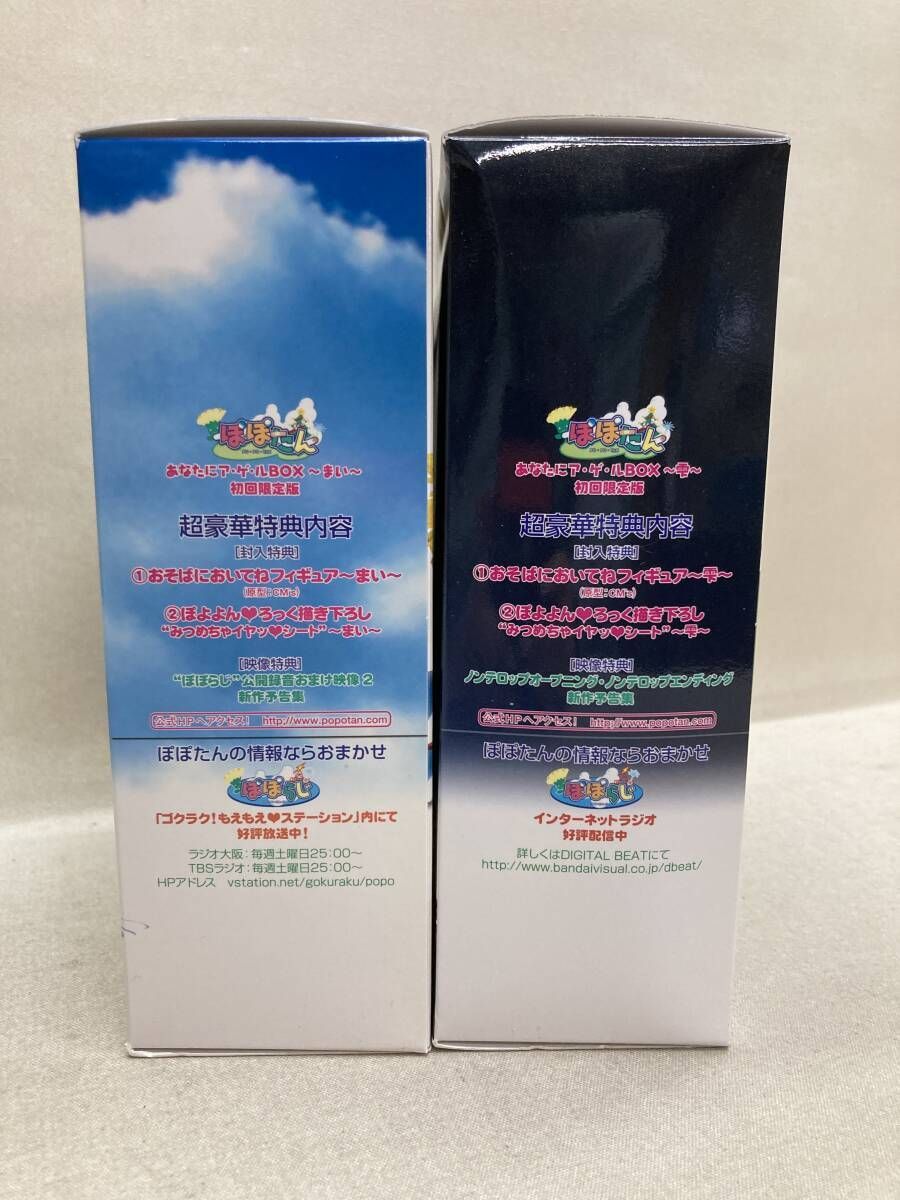 ぽぽたん
あなたにア・ゲ・ルBOX ～まい～
初回限定版
超豪華特典内容
[封入特典]
①おそばにおいてねフィギュア～まい～
(原型：CM's)
②ぽよよん♥ろっく描き下ろし
“みつめちゃイヤッ♥シート”～まい～
[映像特典]
“ぽぽらじ”公開録音おまけ映像2
新作予告集
公式HPへアクセス！ http://www.popotan.com
ぽぽたんの情報ならおまかせ
ぽぽらじ
「ゴクラク！もえもえ♥ステーション」内にて
好評放送中！
ラジオ大阪：毎週土曜日25：00～
TBSラジオ：毎週土曜日25：00～
HPアドレス vstation.net/gokuraku/popo
ぽぽたん
あなたにア・ゲ・ルBOX ～雫～
初回限定版
超豪華特典内容
[封入特典]
①おそばにおいてねフィギュア～雫～
(原型：CM's)
②ぽよよん♥ろっく描き下ろし
“みつめちゃイヤッ♥シート”～雫～
[映像特典]
ノンテロップオープニング・ノンテロップエンディング
新作予告集
公式HPへアクセス！ http://www.popotan.com
ぽぽたんの情報ならおまかせ
ぽぽらじ
インターネットラジオ
好評配信中
詳しくはDIGITAL BEATにて
http://www.bandaivisual.co.jp/dbeat/